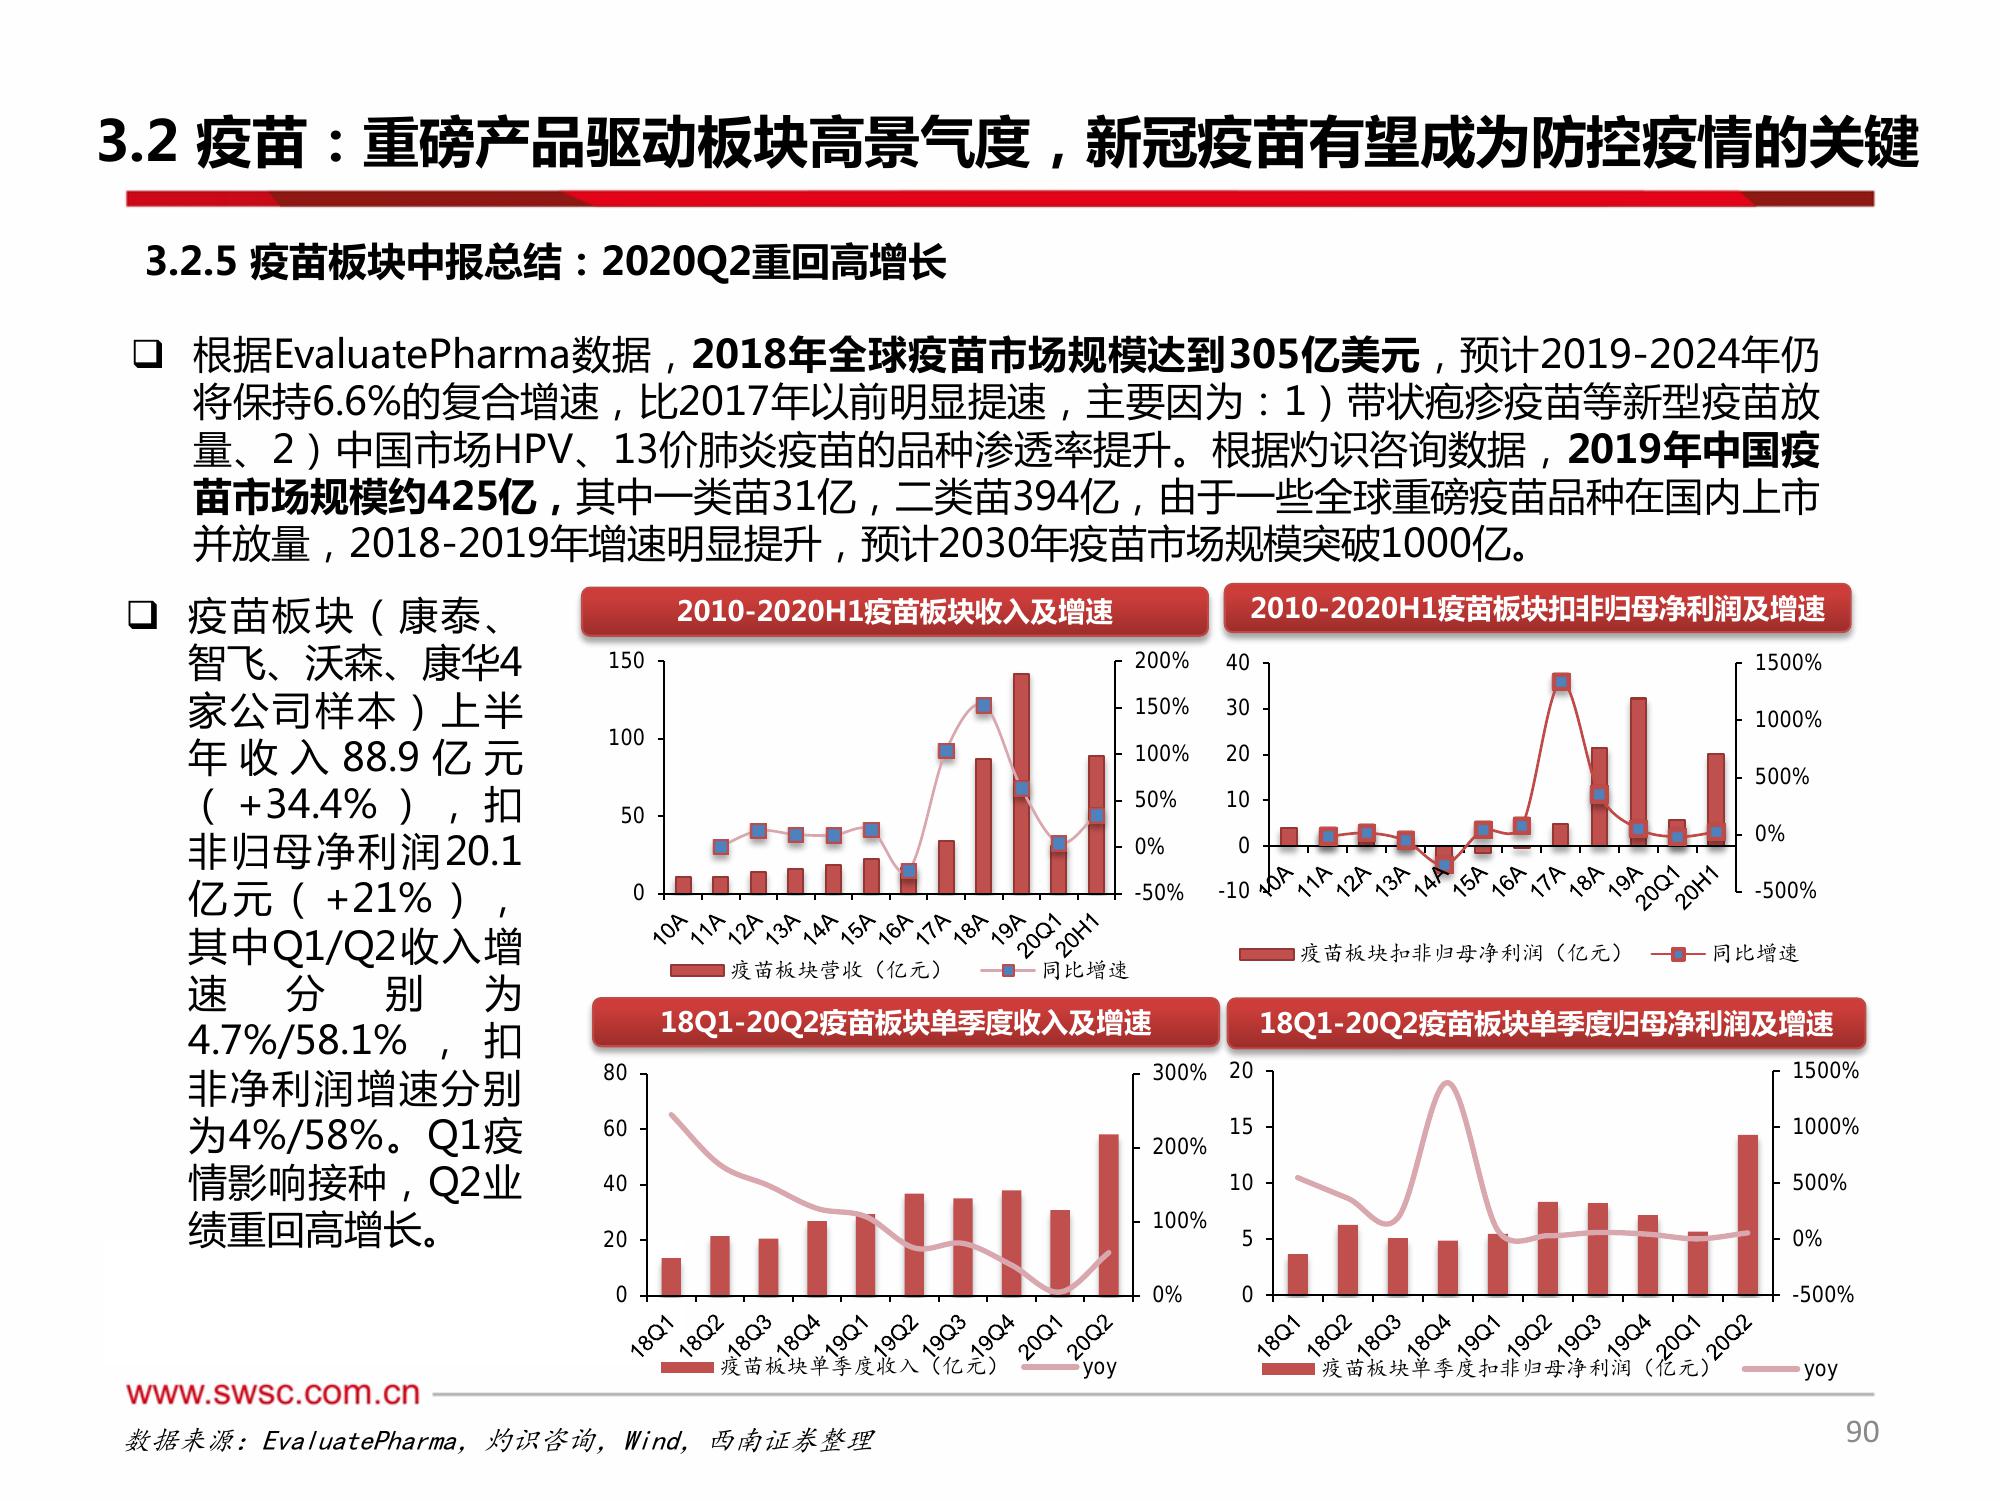 3.2 疫苗：重磅产品驱动板块高景气度，新冠疫苗有望成为防控疫情的关键
3.2.5 疫苗板块中报总结：2020Q2重回高增长
❑ 根据EvaluatePharma数据，2018年全球疫苗市场规模达到305亿美元，预计2019-2024年仍
将保持6.6%的复合增速，比2017年以前明显提速，主要因为：1）带状疱疹疫苗等新型疫苗放
量、2）中国市场HPV、13价肺炎疫苗的品种渗透率提升。根据灼识咨询数据，2019年中国疫
苗市场规模约425亿，其中一类苗31亿，二类苗394亿，由于一些全球重磅疫苗品种在国内上市
并放量，2018-2019年增速明显提升，预计2030年疫苗市场规模突破1000亿。
❑ 疫苗板块（康泰、
智飞、沃森、康华4
家公司样本）上半
年收入88.9亿元
（+34.4%），扣
非归母净利润20.1
亿元（+21%），
其中Q1/Q2收入增
速分别为
4.7%/58.1%，扣
非净利润增速分别
为4%/58%。Q1疫
情影响接种，Q2业
绩重回高增长。
2010-2020H1疫苗板块收入及增速
150
100
50
0
200%
150%
100%
50%
0%
-50%
10A 11A 12A 13A 14A 15A 16A 17A 18A 19A 20Q1 20H1
疫苗板块营收（亿元） 同比增速
2010-2020H1疫苗板块扣非归母净利润及增速
40
30
20
10
0
-10
1500%
1000%
500%
0%
-500%
10A 11A 12A 13A 14A 15A 16A 17A 18A 19A 20Q1 20H1
疫苗板块扣非归母净利润（亿元） 同比增速
18Q1-20Q2疫苗板块单季度收入及增速
80
60
40
20
0
300%
200%
100%
0%
18Q1 18Q2 18Q3 18Q4 19Q1 19Q2 19Q3 19Q4 20Q1 20Q2
疫苗板块单季度收入（亿元） yoy
18Q1-20Q2疫苗板块单季度归母净利润及增速
20
15
10
5
0
1500%
1000%
500%
0%
-500%
18Q1 18Q2 18Q3 18Q4 19Q1 19Q2 19Q3 19Q4 20Q1 20Q2
疫苗板块单季度扣非归母净利润（亿元） yoy
www.swsc.com.cn
数据来源：EvaluatePharma，灼识咨询，Wind，西南证券整理
90